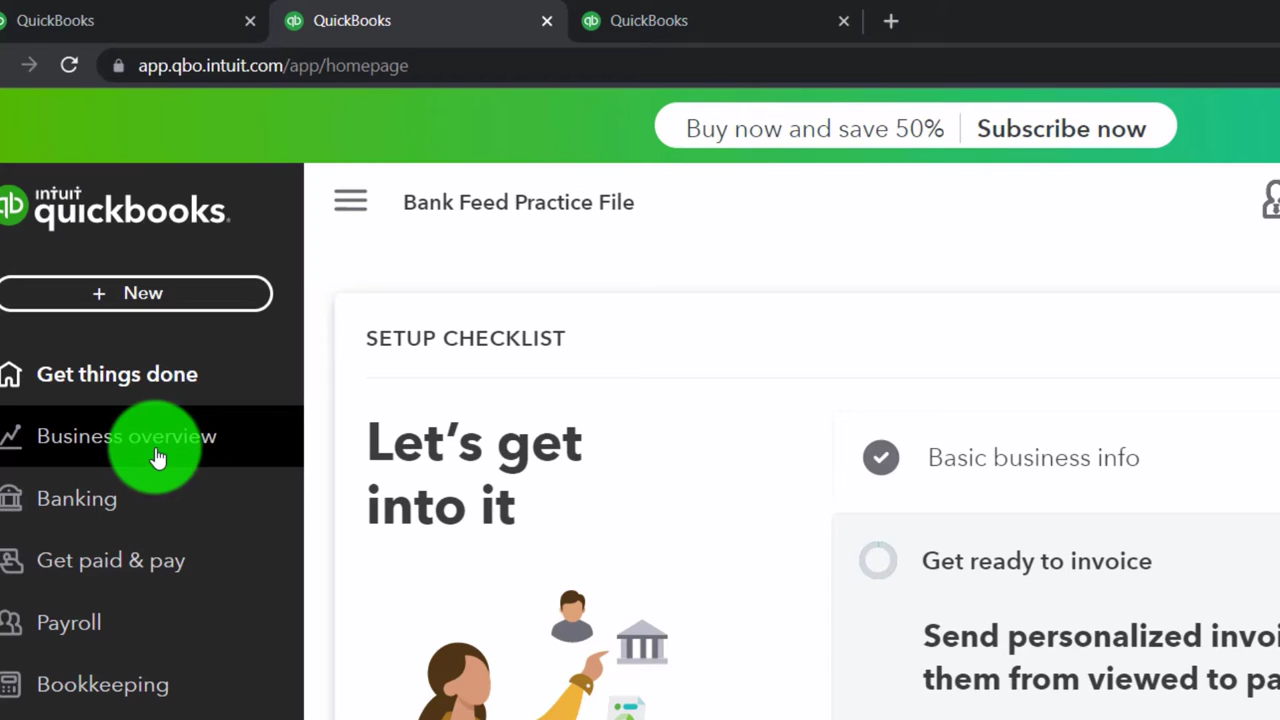 QuickBooks
QuickBooks
QuickBooks
app.qbo.intuit.com/app/homepage
Buy now and save 50%
Subscribe now
qb
intuit
quickbooks.
Bank Feed Practice File
+ New
SETUP CHECKLIST
Get things done
Business overview
Banking
Get paid & pay
Payroll
Bookkeeping
Let's get
into it
Basic business info
Get ready to invoice
Send personalized
them from viewed to